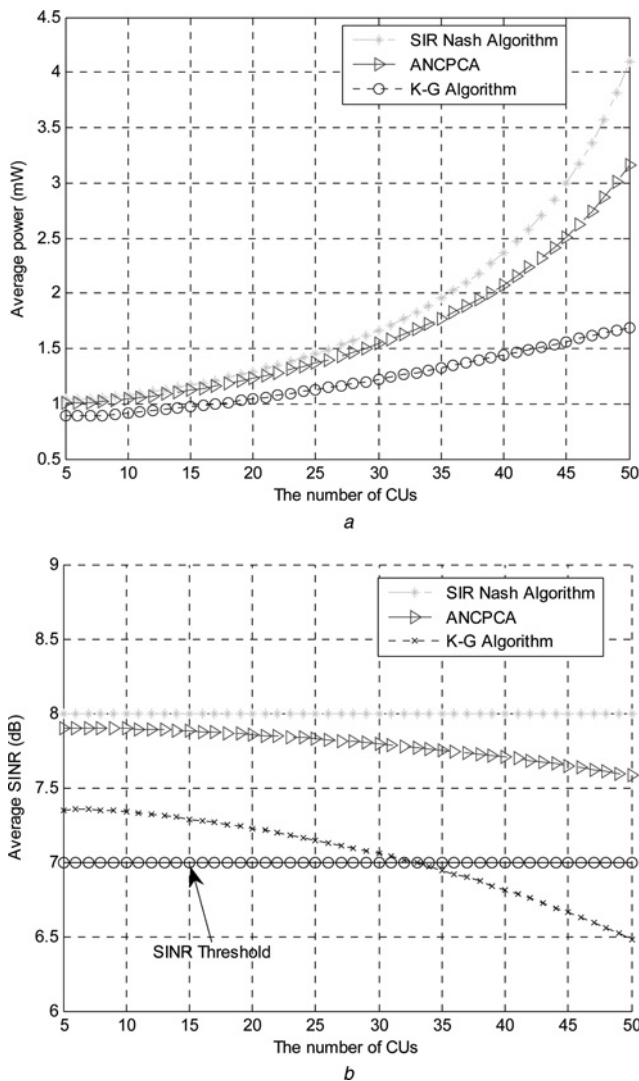 4.5
4
3.5
3
2.5
2
1.5
1
0.5
Average power (mW)
SIR Nash Algorithm
ANCPCA
K-G Algorithm
5 10 15 20 25 30 35 40 45 50
The number of CUs
a
9
8.5
8
7.5
7
6.5
6
Average SINR (dB)
SIR Nash Algorithm
ANCPCA
K-G Algorithm
SINR Threshold
5 10 15 20 25 30 35 40 45 50
The number of CUs
b